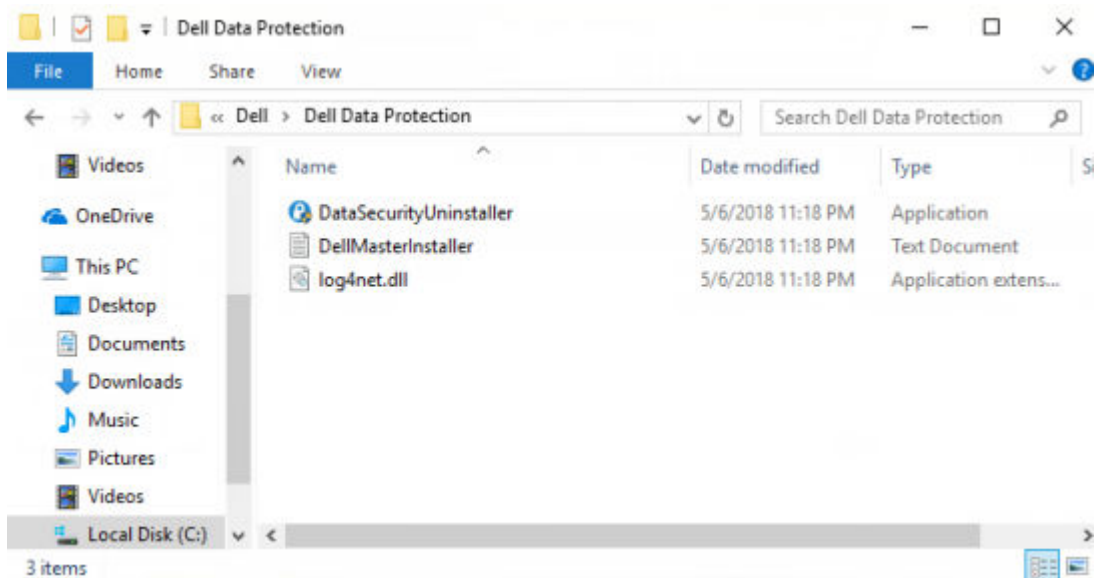 Dell Data Protection
File Home Share View
« Dell > Dell Data Protection
Search Dell Data Protection
Name Date modified Type
DataSecurityUninstaller 5/6/2018 11:18 PM Application
DellMasterInstaller 5/6/2018 11:18 PM Text Document
log4net.dll 5/6/2018 11:18 PM Application extens...
Videos
OneDrive
This PC
Desktop
Documents
Downloads
Music
Pictures
Videos
Local Disk (C:)
3 items